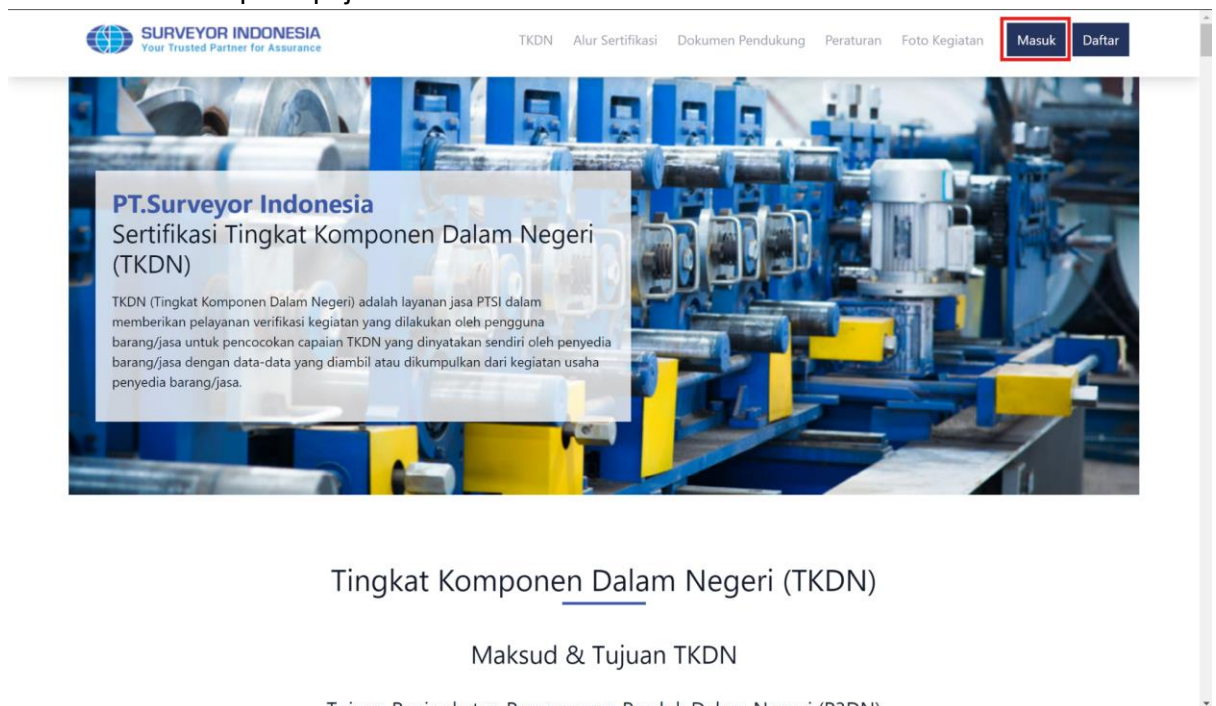 SURVEYOR INDONESIA
Your Trusted Partner for Assurance
TKDN Alur Sertifikasi Dokumen Pendukung Peraturan Foto Kegiatan Masuk Daftar
PT.Surveyor Indonesia
Sertifikasi Tingkat Komponen Dalam Negeri
(TKDN)
TKDN (Tingkat Komponen Dalam Negeri) adalah layanan jasa PTSI dalam
memberikan pelayanan verifikasi kegiatan yang dilakukan oleh pengguna
barang/jasa untuk pencocokan capaian TKDN yang dinyatakan sendiri oleh penyedia
barang/jasa dengan data-data yang diambil atau dikumpulkan dari kegiatan usaha
penyedia barang/jasa.
Tingkat Komponen Dalam Negeri (TKDN)
Maksud & Tujuan TKDN